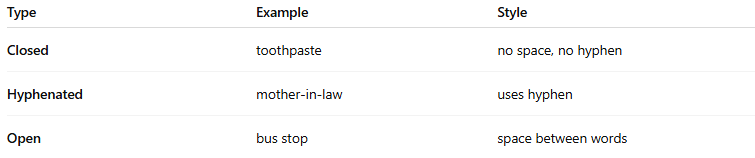 Type Example Style
Closed toothpaste no space, no hyphen
Hyphenated mother-in-law uses hyphen
Open bus stop space between words